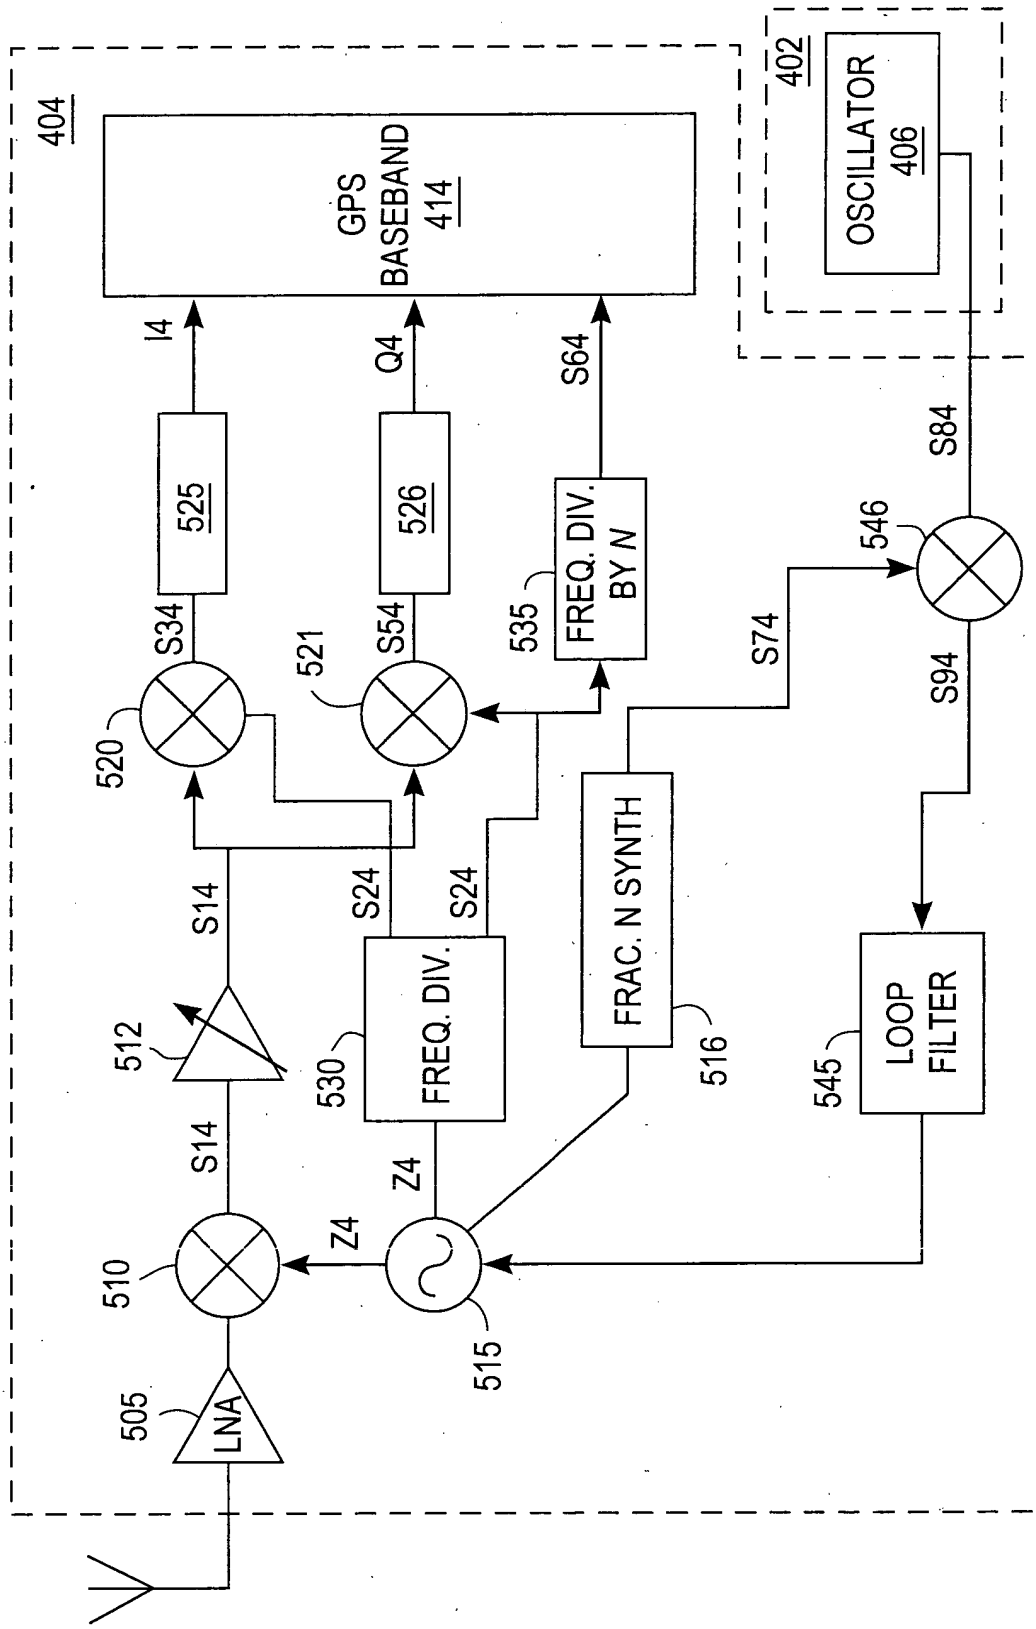 404
GPS
BASEBAND
414
402
OSCILLATOR
406
I4
Q4
S64
S84
525
526
FREQ. DIV.
BY N
535
546
S34
S54
520
521
S74
S94
S14
S24
S24
FRAC. N SYNTH
516
512
530
FREQ. DIV.
545
LOOP
FILTER
S14
Z4
Z4
510
515
505
LNA